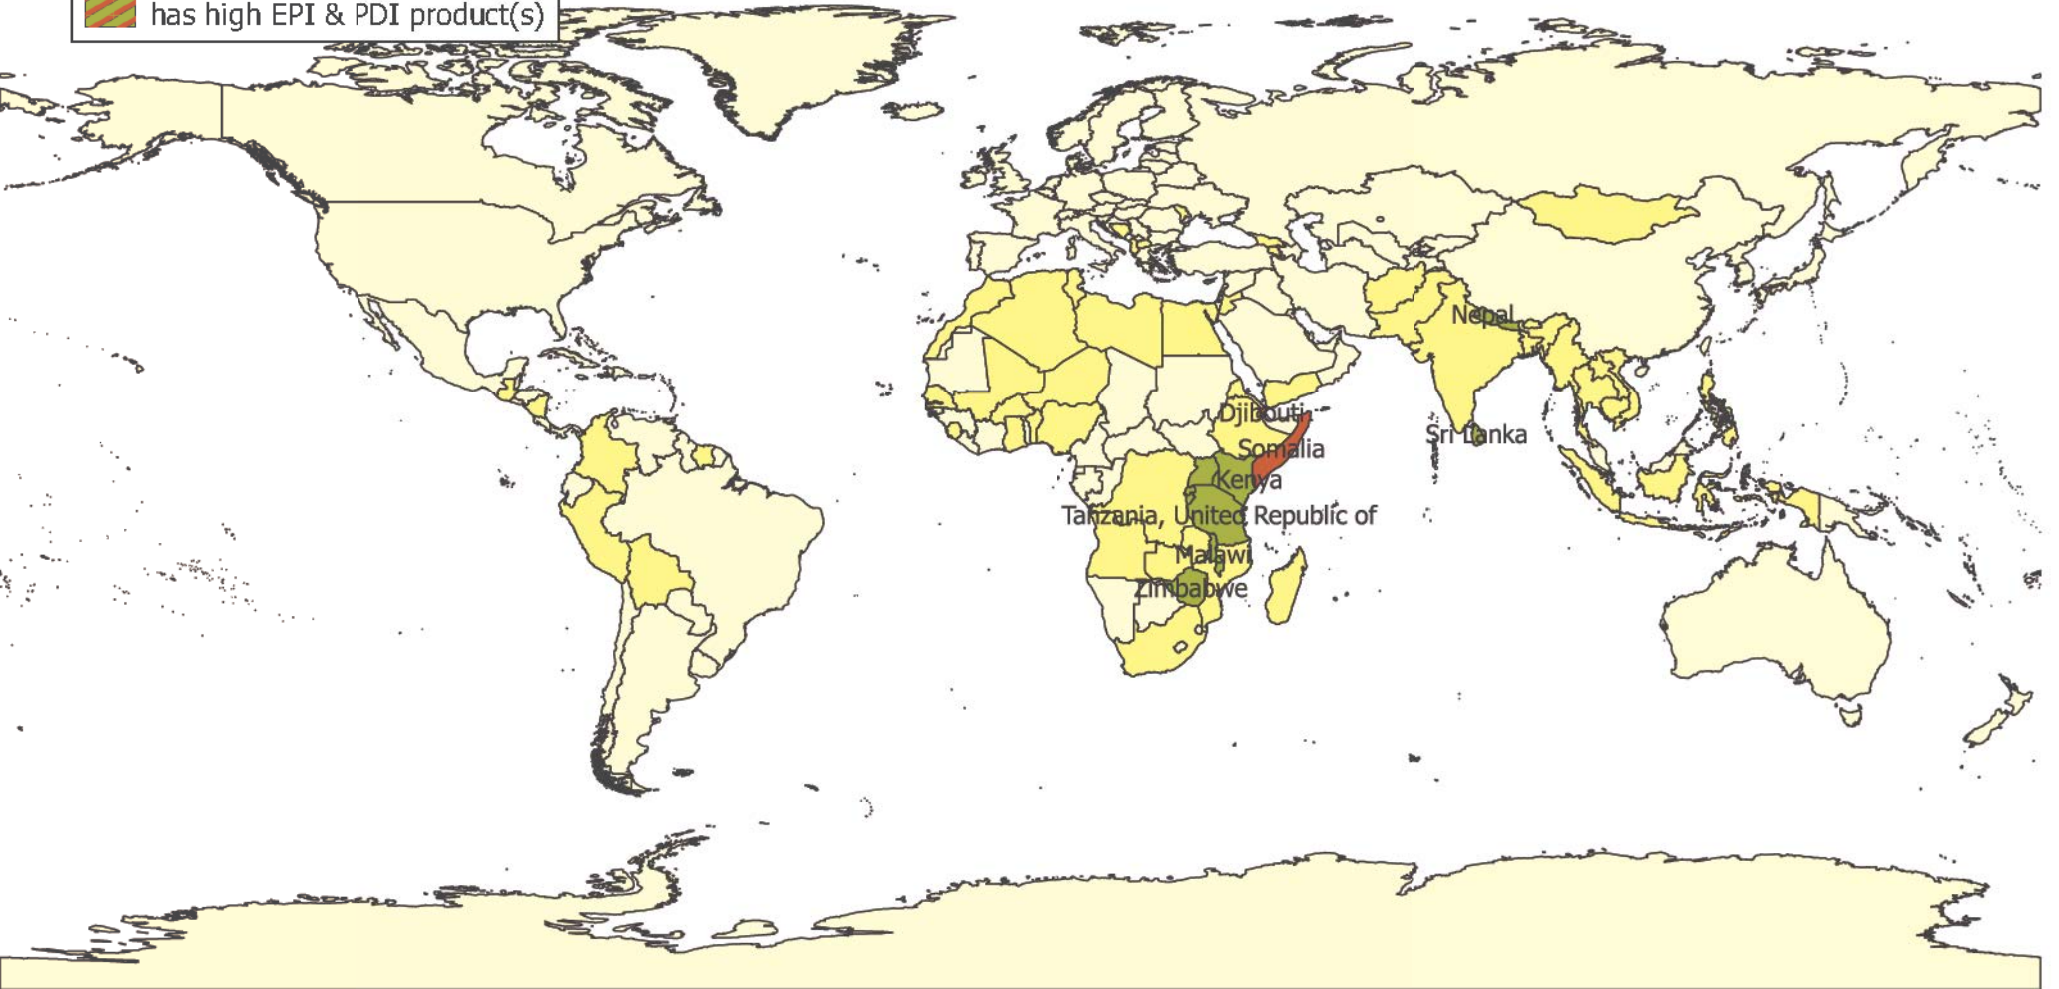 has high EPI & PDI product(s)
Nepal
Djibouti
Sri Lanka
Somalia
Kenya
Tanzania, United Republic of
Malawi
Zimbabwe